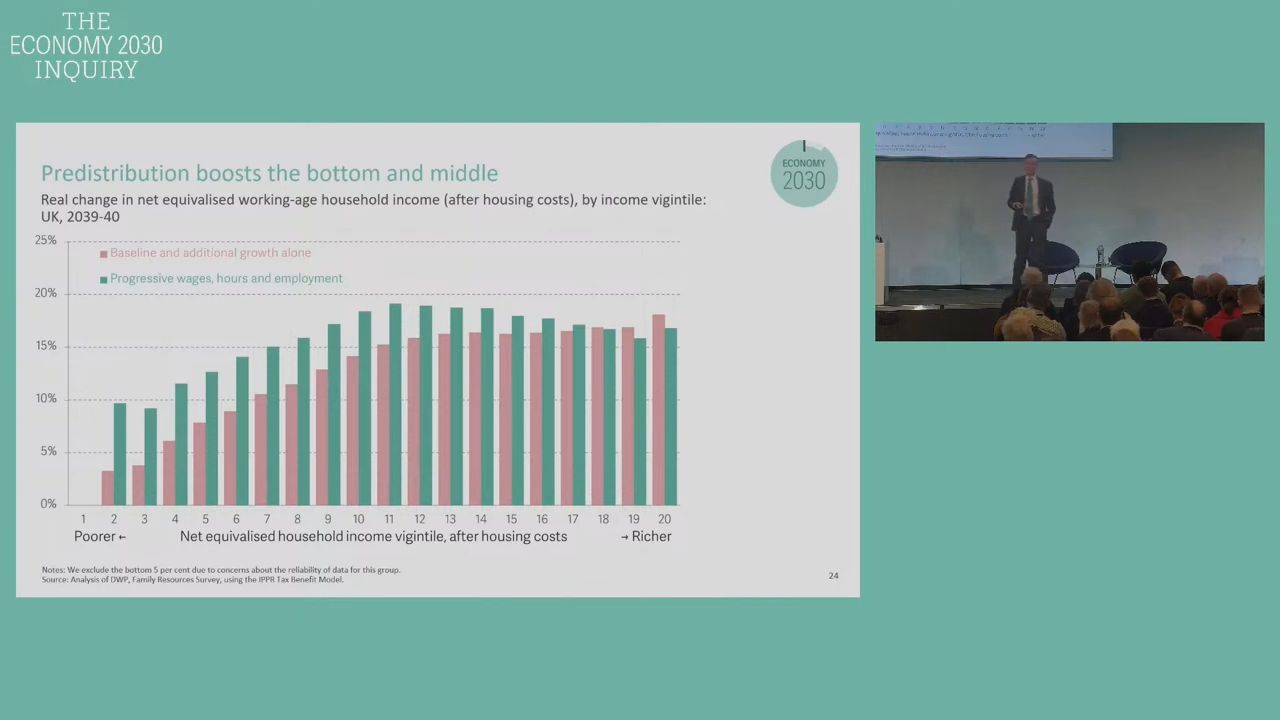 THE
ECONOMY 2030
INQUIRY
Predistribution boosts the bottom and middle
Real change in net equivalised working-age household income (after housing costs), by income vigintile:
UK, 2039-40
ECONOMY
2030
25%
20%
15%
10%
5%
0%
Baseline and additional growth alone
Progressive wages, hours and employment
1 2 3 4 5 6 7 8 9 10 11 12 13 14 15 16 17 18 19 20
Poorer ← Net equivalised household income vigintile, after housing costs → Richer
Notes: We exclude the bottom 5 per cent due to concerns about the reliability of data for this group.
Source: Analysis of DWP, Family Resources Survey, using the IPPR Tax Benefit Model.
24